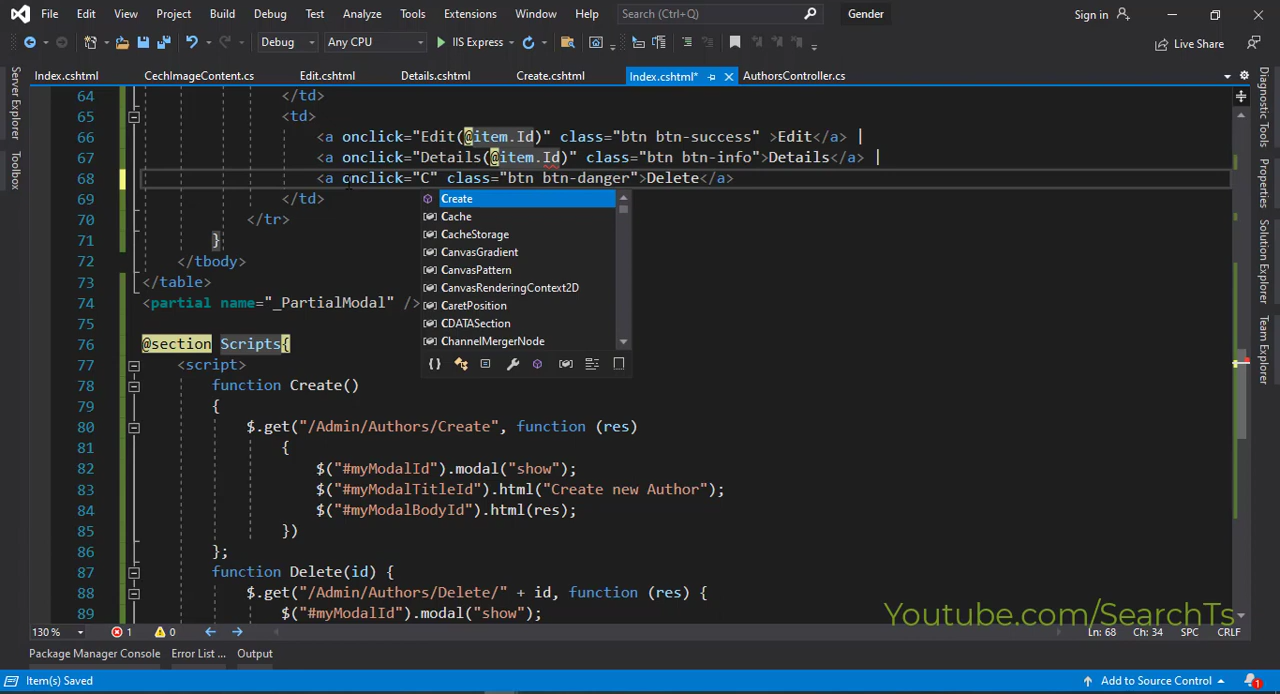 File Edit View Project Build Debug Test Analyze Tools Extensions Window Help Search (Ctrl+Q) Gender Sign in
Debug Any CPU IIS Express Live Share
Index.cshtml CechImageContent.cs Edit.cshtml Details.cshtml Create.cshtml Index.cshtml* AuthorsController.cs
Server Explorer
Toolbox
Diagnostic Tools
Properties
Solution Explorer
Team Explorer
64 </td>
65 <td>
66 <a onclick="Edit(@item.Id)" class="btn btn-success" >Edit</a> |
67 <a onclick="Details(@item.Id)" class="btn btn-info">Details</a> |
68 <a onclick="C" class="btn btn-danger">Delete</a>
69 </td>
70 </tr>
71 }
72 </tbody>
73 </table>
74 <partial name="_PartialModal" />
75
76 @section Scripts{
77 <script>
78 function Create()
79 {
80 $.get("/Admin/Authors/Create", function (res)
81 {
82 $("#myModalId").modal("show");
83 $("#myModalTitleId").html("Create new Author");
84 $("#myModalBodyId").html(res);
85 })
86 };
87 function Delete(id) {
88 $.get("/Admin/Authors/Delete/" + id, function (res) {
89 $("#myModalId").modal("show");
Create
Cache
CacheStorage
CanvasGradient
CanvasPattern
CanvasRenderingContext2D
CaretPosition
CDATASection
ChannelMergerNode
Youtube.com/SearchTs
130 % 1 0 Ln: 68 Ch: 34 SPC CRLF
Package Manager Console Error List ... Output
Item(s) Saved Add to Source Control 1